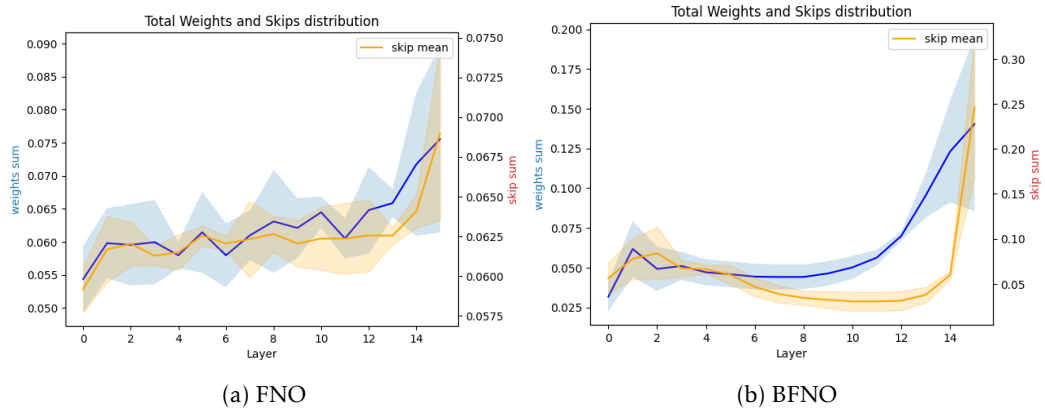 Total Weights and Skips distribution
skip mean
0.090
0.085
0.080
0.075
0.070
0.065
0.060
0.055
0.050
weights sum
0.0750
0.0725
0.0700
0.0675
0.0650
0.0625
0.0600
0.0575
skip sum
0 2 4 6 8 10 12 14
Layer
(a) FNO
Total Weights and Skips distribution
skip mean
0.200
0.175
0.150
0.125
0.100
0.075
0.050
0.025
weights sum
0.30
0.25
0.20
0.15
0.10
0.05
skip sum
0 2 4 6 8 10 12 14
Layer
(b) BFNO